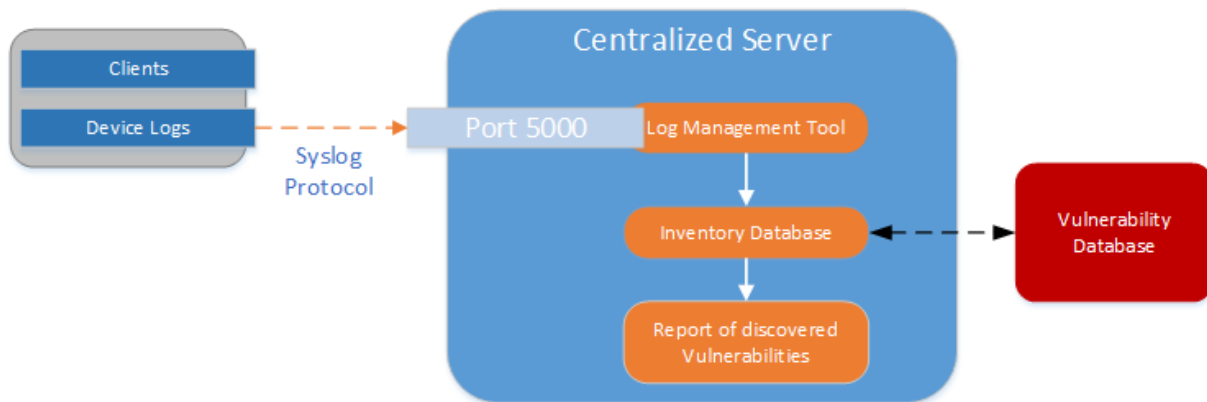 Centralized Server
Clients
Device Logs
Syslog
Protocol
Port 5000
Log Management Tool
Inventory Database
Vulnerability
Database
Report of discovered
Vulnerabilities